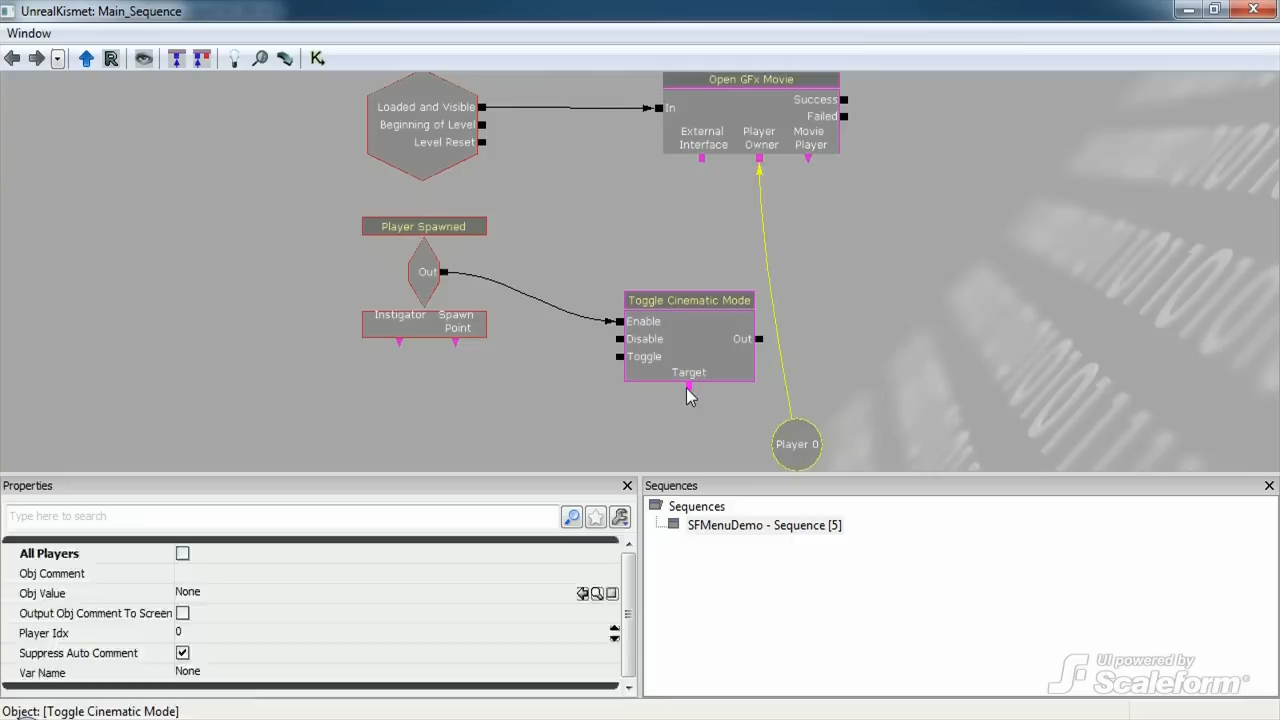 UnrealKismet: Main_Sequence
Window
Open GFx Movie
Loaded and Visible
Beginning of Level
Level Reset
In
Success
Failed
External Interface
Player Owner
Movie Player
Player Spawned
Out
Instigator
Spawn Point
Toggle Cinematic Mode
Enable
Disable
Out
Toggle
Target
Player 0
Properties
Type here to search
All Players
Obj Comment
Obj Value None
Output Obj Comment To Screen
Player Idx 0
Suppress Auto Comment
Var Name None
Sequences
Sequences
SFMenuDemo - Sequence [5]
UI powered by
Scaleform®
Object: [Toggle Cinematic Mode]